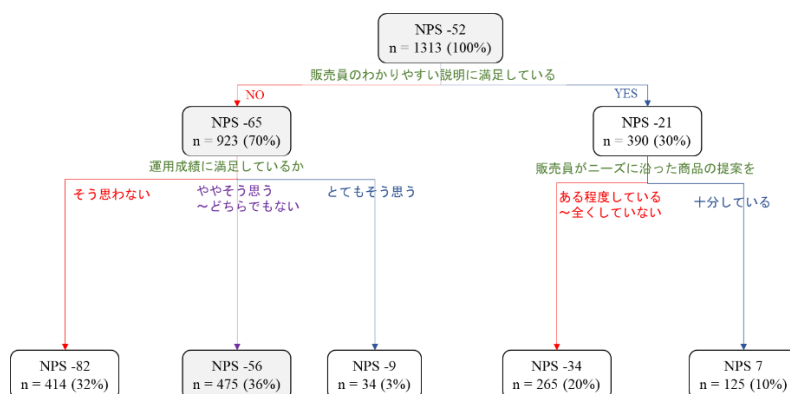 NPS -52
n = 1313 (100%)
販売員のわかりやすい説明に満足している
NO
YES
NPS -65
n = 923 (70%)
NPS -21
n = 390 (30%)
運用成績に満足しているか
販売員がニーズに沿った商品の提案を
そう思わない
ややそう思う
～どちらでもない
とてもそう思う
ある程度している
～全くしていない
十分している
NPS -82
n = 414 (32%)
NPS -56
n = 475 (36%)
NPS -9
n = 34 (3%)
NPS -34
n = 265 (20%)
NPS 7
n = 125 (10%)